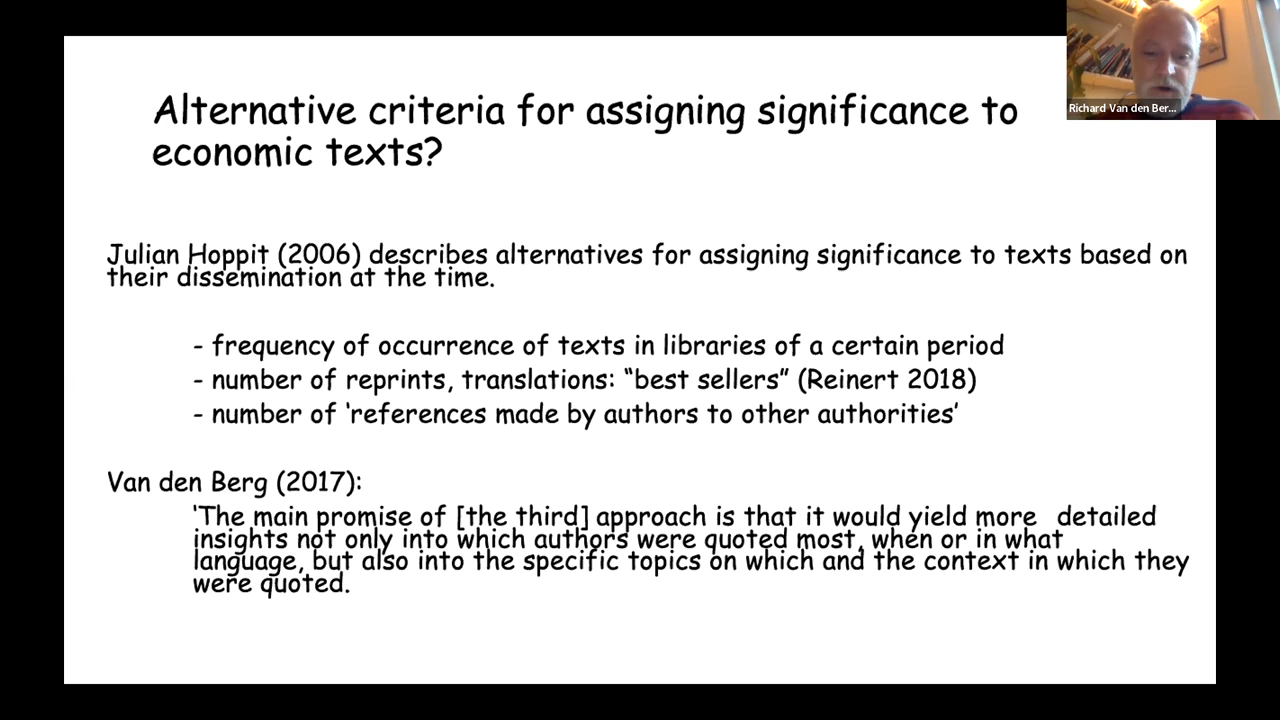 Alternative criteria for assigning significance to
economic texts?
Richard Van den Ber...
Julian Hoppit (2006) describes alternatives for assigning significance to texts based on
their dissemination at the time.
- frequency of occurrence of texts in libraries of a certain period
- number of reprints, translations: “best sellers” (Reinert 2018)
- number of ‘references made by authors to other authorities’
Van den Berg (2017):
‘The main promise of [the third] approach is that it would yield more detailed
insights not only into which authors were quoted most, when or in what
language, but also into the specific topics on which and the context in which they
were quoted.